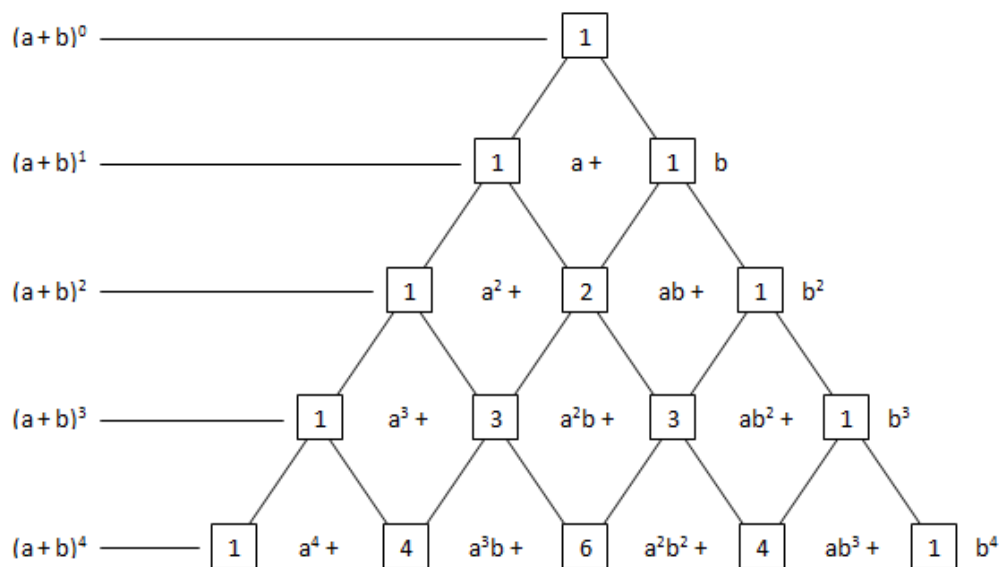 (a + b)⁰ 1
(a + b)¹ 1 a + 1 b
(a + b)² 1 a² + 2 ab + 1 b²
(a + b)³ 1 a³ + 3 a²b + 3 ab² + 1 b³
(a + b)⁴ 1 a⁴ + 4 a³b + 6 a²b² + 4 ab³ + 1 b⁴